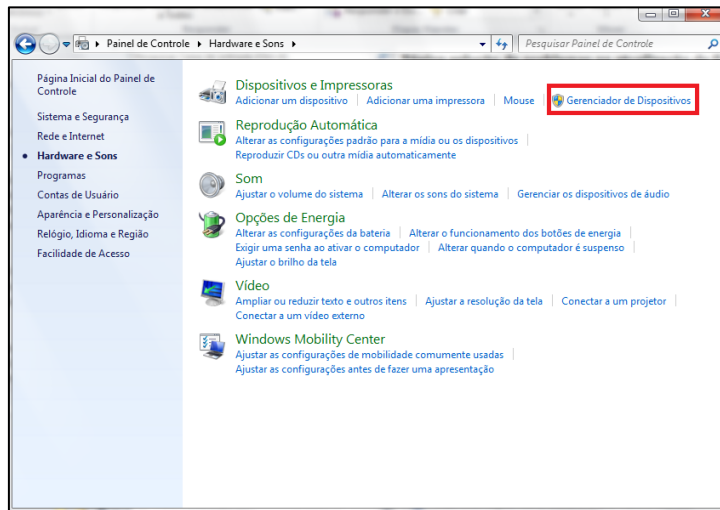 Painel de Controle ▸ Hardware e Sons ▸
Pesquisar Painel de Controle
Página Inicial do Painel de
Controle
Sistema e Segurança
Rede e Internet
Hardware e Sons
Programas
Contas de Usuário
Aparência e Personalização
Relógio, Idioma e Região
Facilidade de Acesso
Dispositivos e Impressoras
Adicionar um dispositivo | Adicionar uma impressora | Mouse | Gerenciador de Dispositivos
Reprodução Automática
Alterar as configurações padrão para a mídia ou os dispositivos |
Reproduzir CDs ou outra mídia automaticamente
Som
Ajustar o volume do sistema | Alterar os sons do sistema | Gerenciar os dispositivos de áudio
Opções de Energia
Alterar as configurações da bateria | Alterar o funcionamento dos botões de energia |
Exigir uma senha ao ativar o computador | Alterar quando o computador é suspenso |
Ajustar o brilho da tela
Vídeo
Ampliar ou reduzir texto e outros itens | Ajustar a resolução da tela | Conectar a um projetor |
Conectar a um vídeo externo
Windows Mobility Center
Ajustar as configurações de mobilidade comumente usadas |
Ajustar as configurações antes de fazer uma apresentação